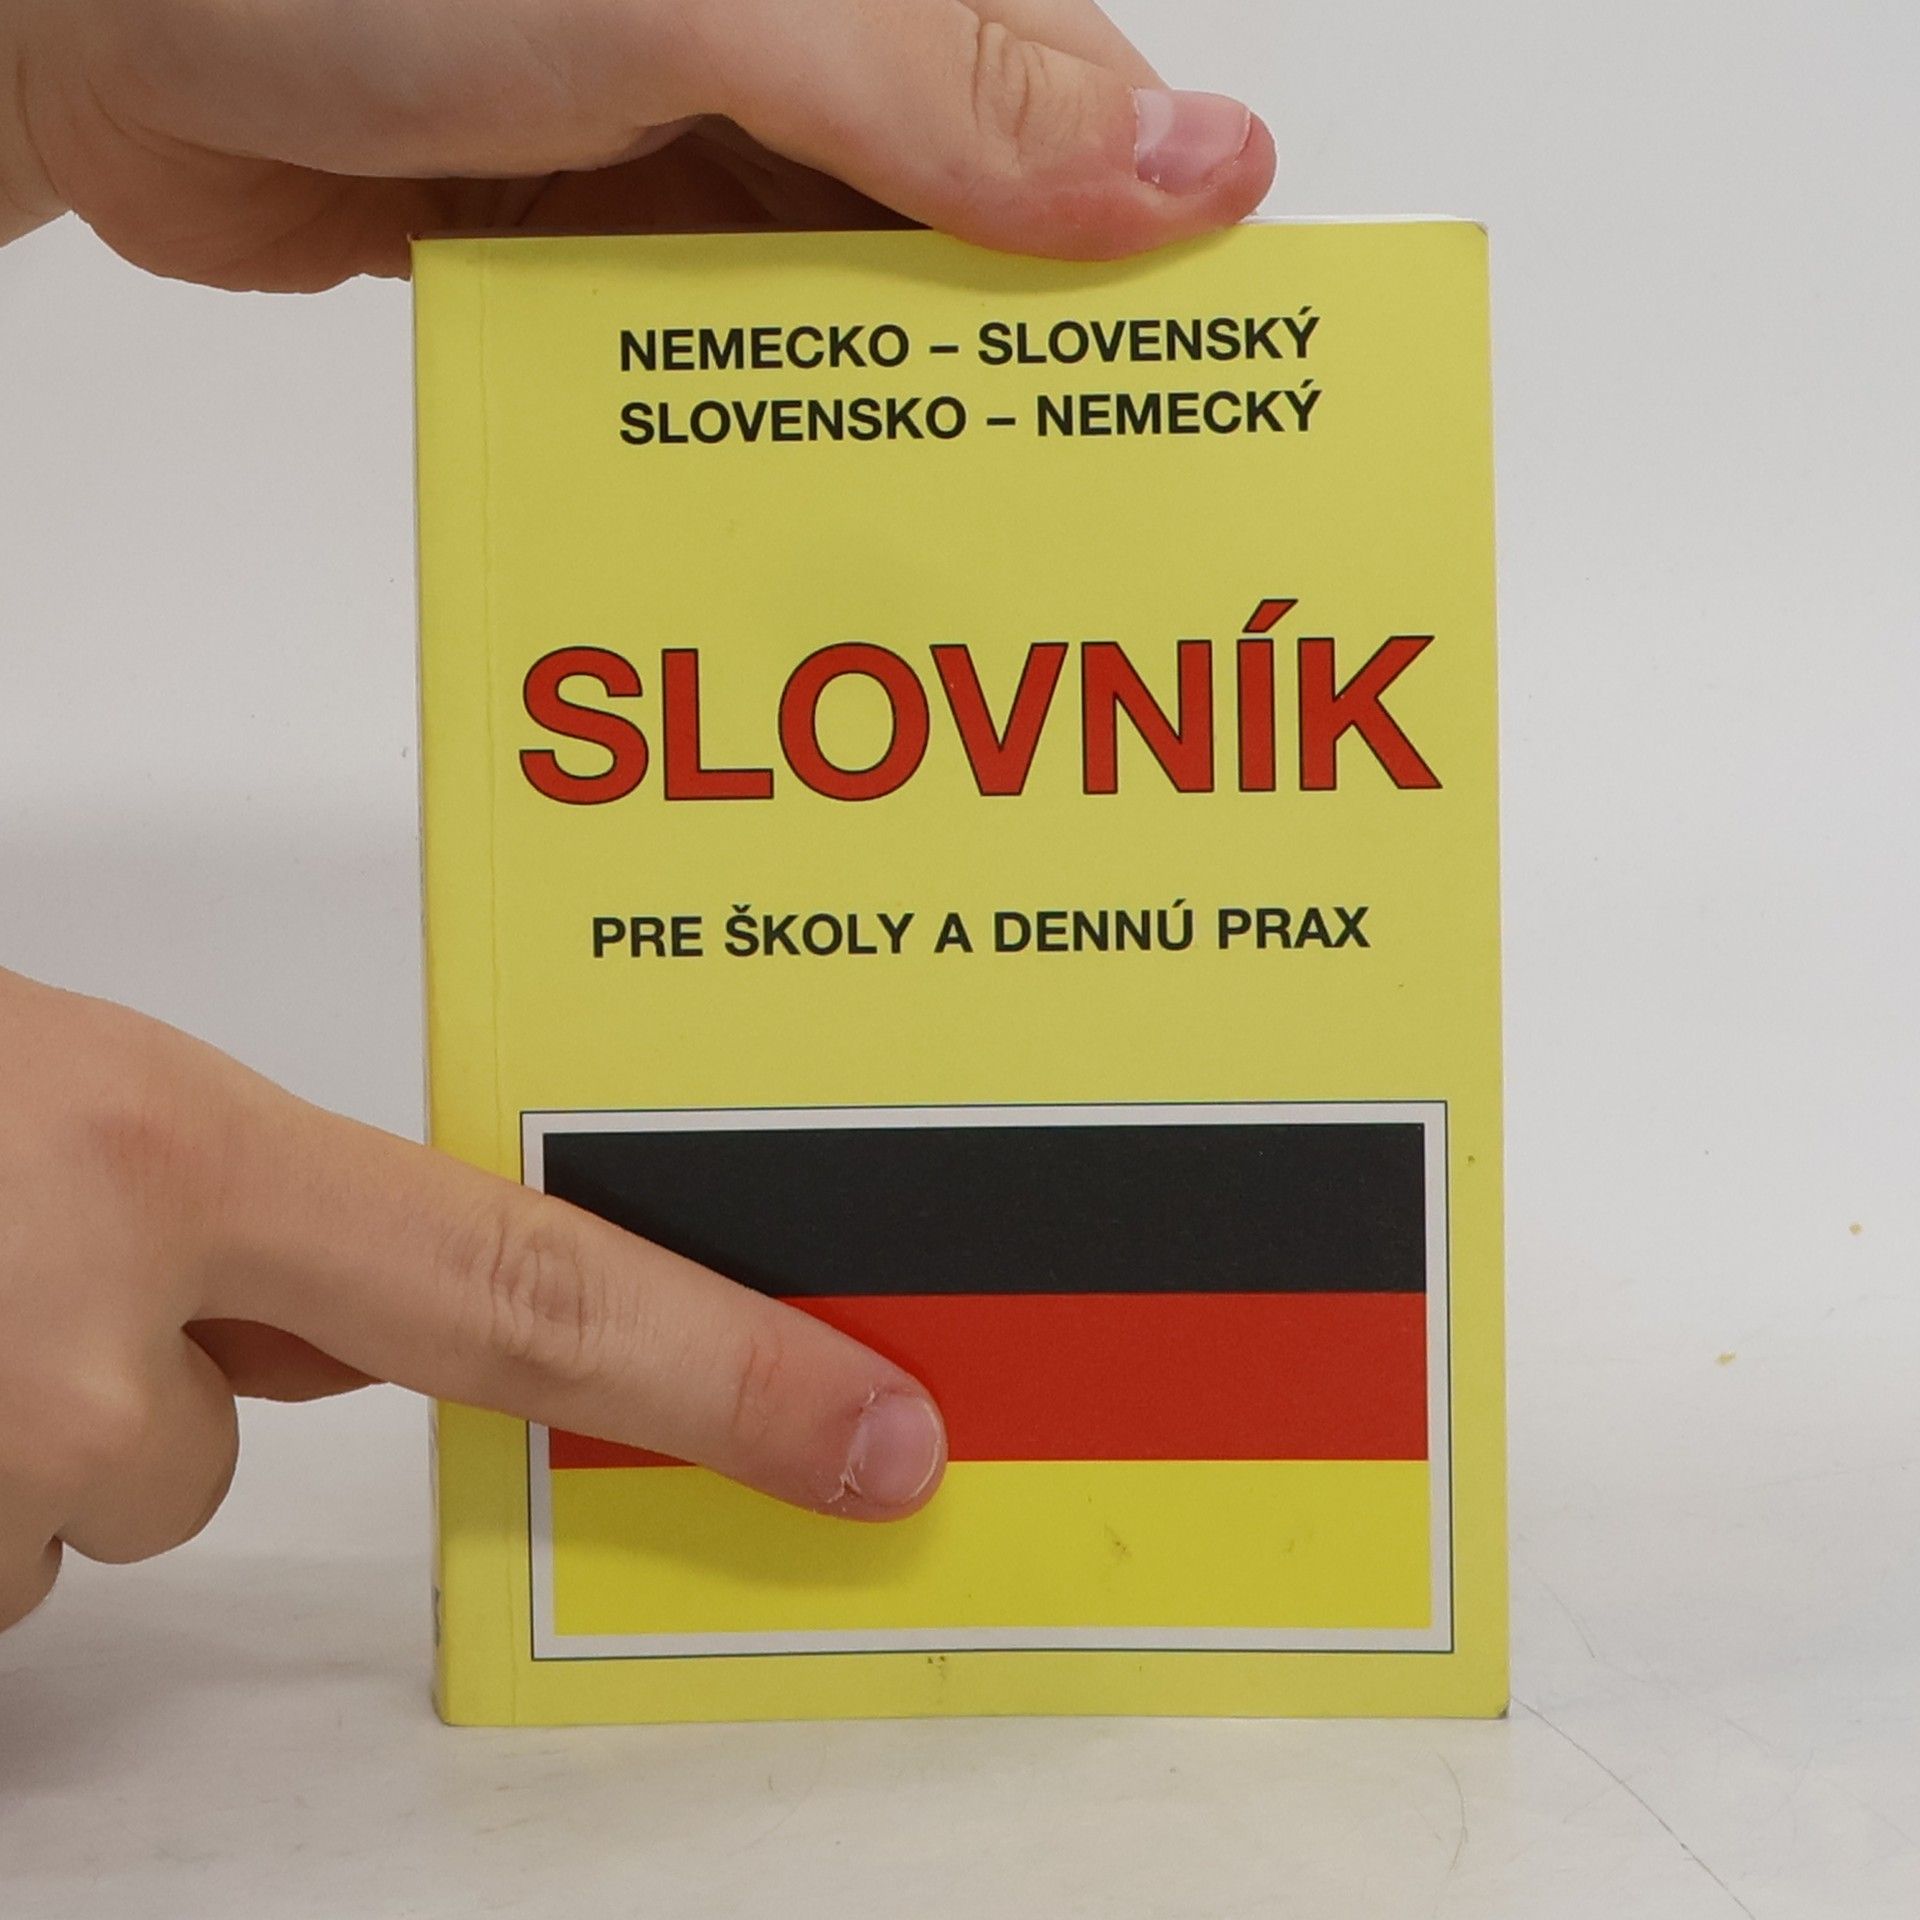 NEMECKO – SLOVENSKÝ
SLOVENSKO – NEMECKÝ
SLOVNÍK
PRE ŠKOLY A DENNÚ PRAX